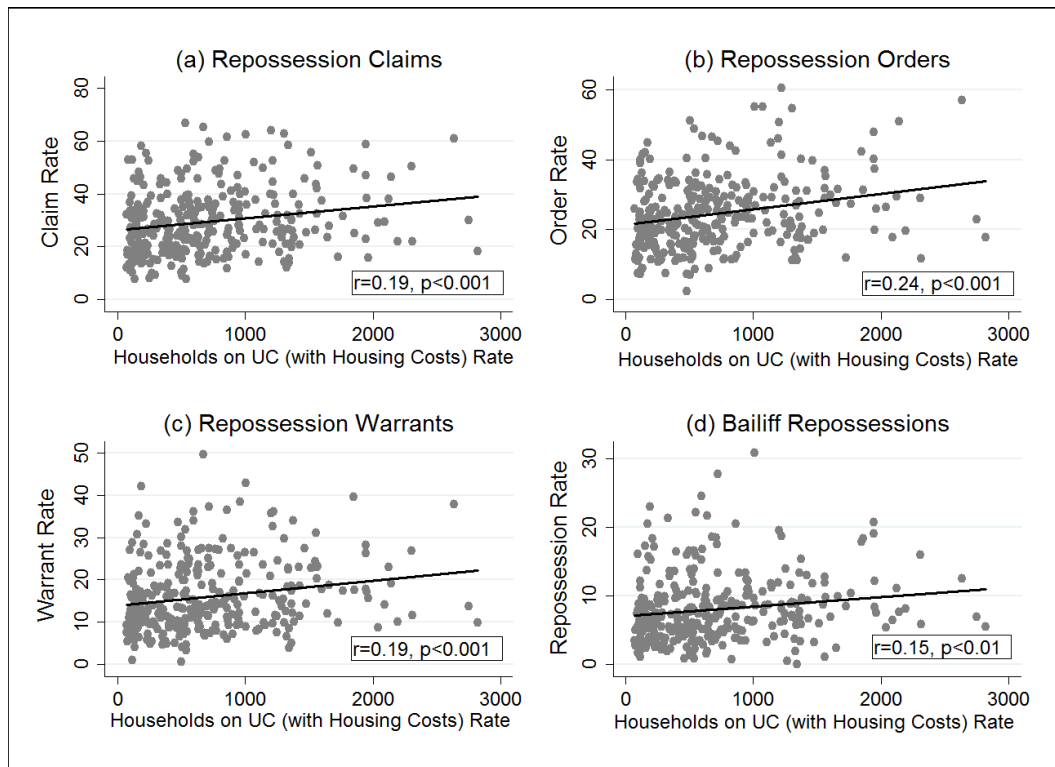 (a) Repossession Claims
Claim Rate
80
60
40
20
0
r=0.19, p<0.001
0 1000 2000 3000
Households on UC (with Housing Costs) Rate
(b) Repossession Orders
Order Rate
60
40
20
0
r=0.24, p<0.001
0 1000 2000 3000
Households on UC (with Housing Costs) Rate
(c) Repossession Warrants
Warrant Rate
50
40
30
20
10
0
r=0.19, p<0.001
0 1000 2000 3000
Households on UC (with Housing Costs) Rate
(d) Bailiff Repossessions
Repossession Rate
30
20
10
0
r=0.15, p<0.01
0 1000 2000 3000
Households on UC (with Housing Costs) Rate